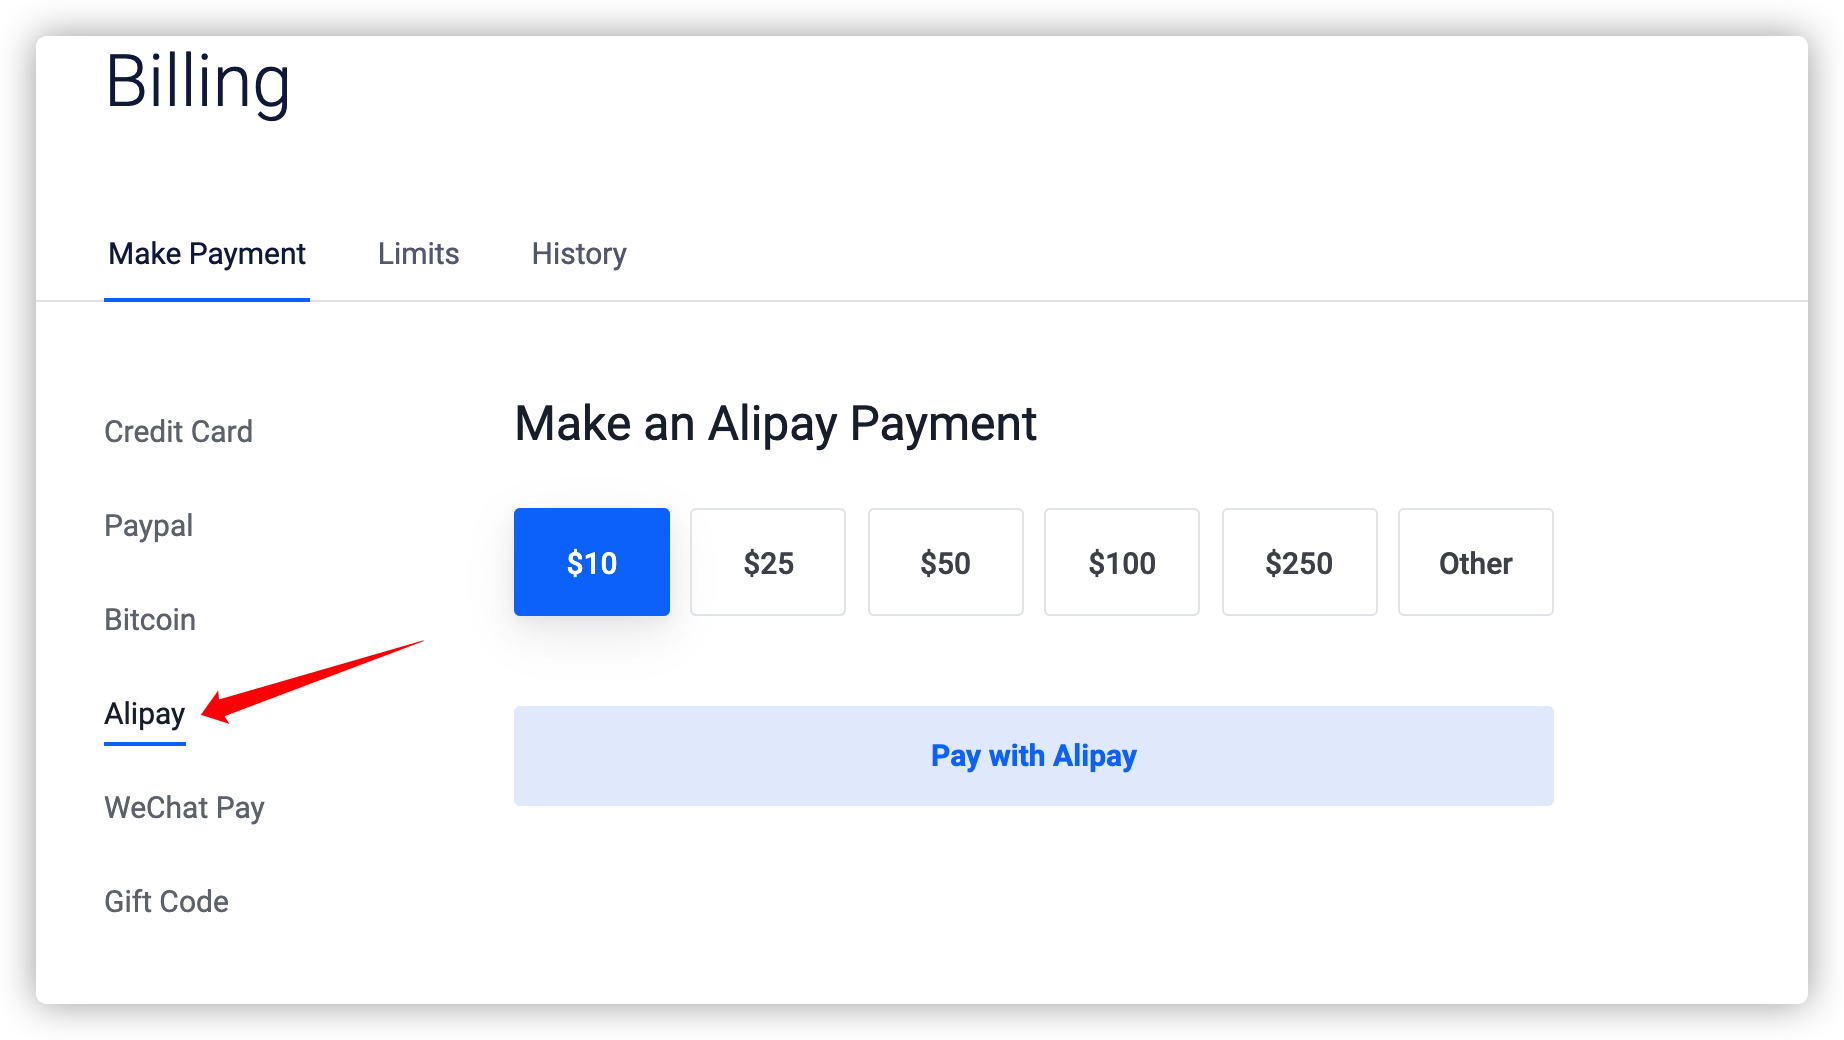 Billing
Make Payment Limits History
Credit Card
Paypal
Bitcoin
Alipay
WeChat Pay
Gift Code
Make an Alipay Payment
$10 $25 $50 $100 $250 Other
Pay with Alipay